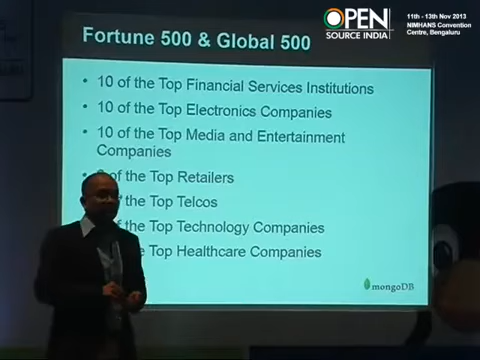 OPEN
SOURCE INDIA
11th - 13th Nov 2013
NIMHANS Convention
Centre, Bengaluru
Fortune 500 & Global 500
• 10 of the Top Financial Services Institutions
• 10 of the Top Electronics Companies
• 10 of the Top Media and Entertainment
Companies
of the Top Retailers
the Top Telcos
the Top Technology Companies
Top Healthcare Companies
mongoDB